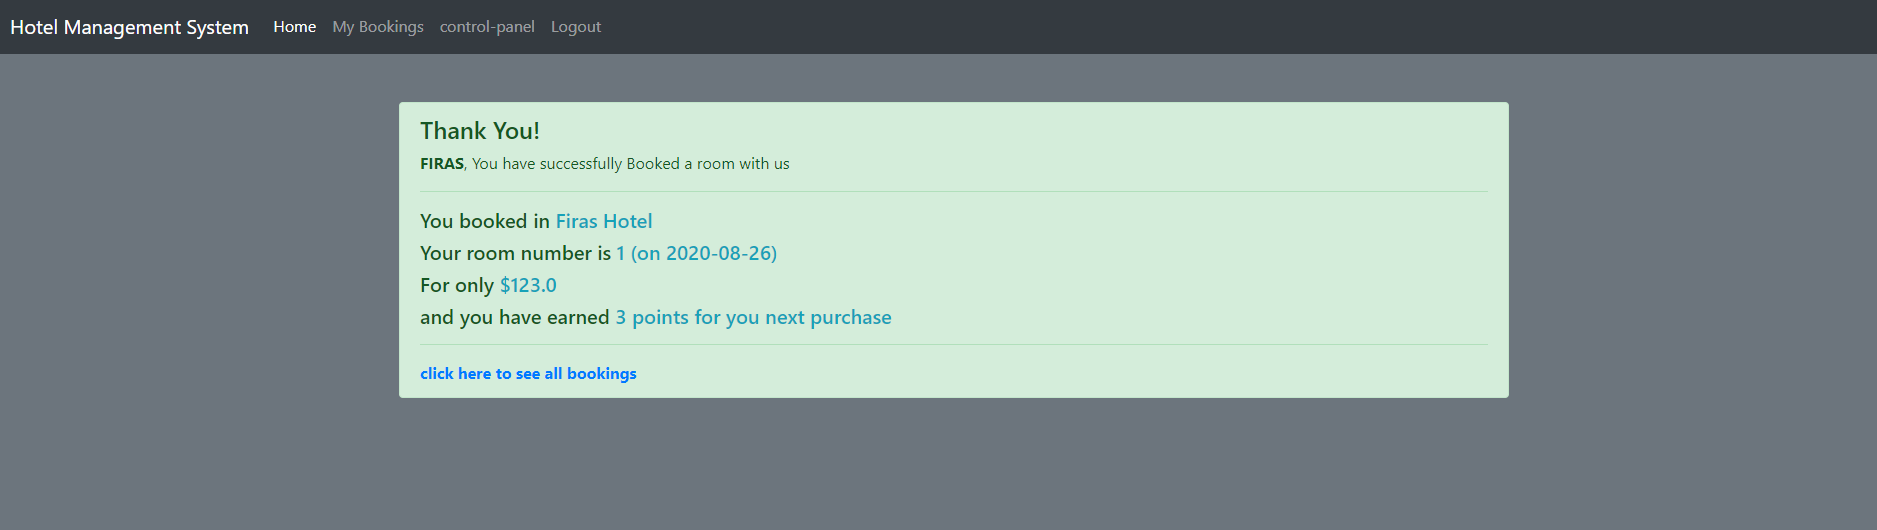 Hotel Management System Home My Bookings control-panel Logout
Thank You!
FIRAS, You have successfully Booked a room with us
You booked in Firas Hotel
Your room number is 1 (on 2020-08-26)
For only $123.0
and you have earned 3 points for you next purchase
click here to see all bookings